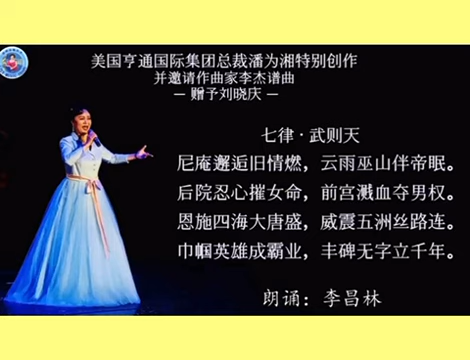 美国亨通国际集团总裁潘为湘特别创作
并邀请作曲家李杰谱曲
— 赠予刘晓庆 —
七律 · 武则天
尼庵邂逅旧情燃，云雨巫山伴帝眠。
后院忍心摧女命，前宫溅血夺男权。
恩施四海大唐盛，威震五洲丝路连。
巾帼英雄成霸业，丰碑无字立千年。
朗诵：李昌林